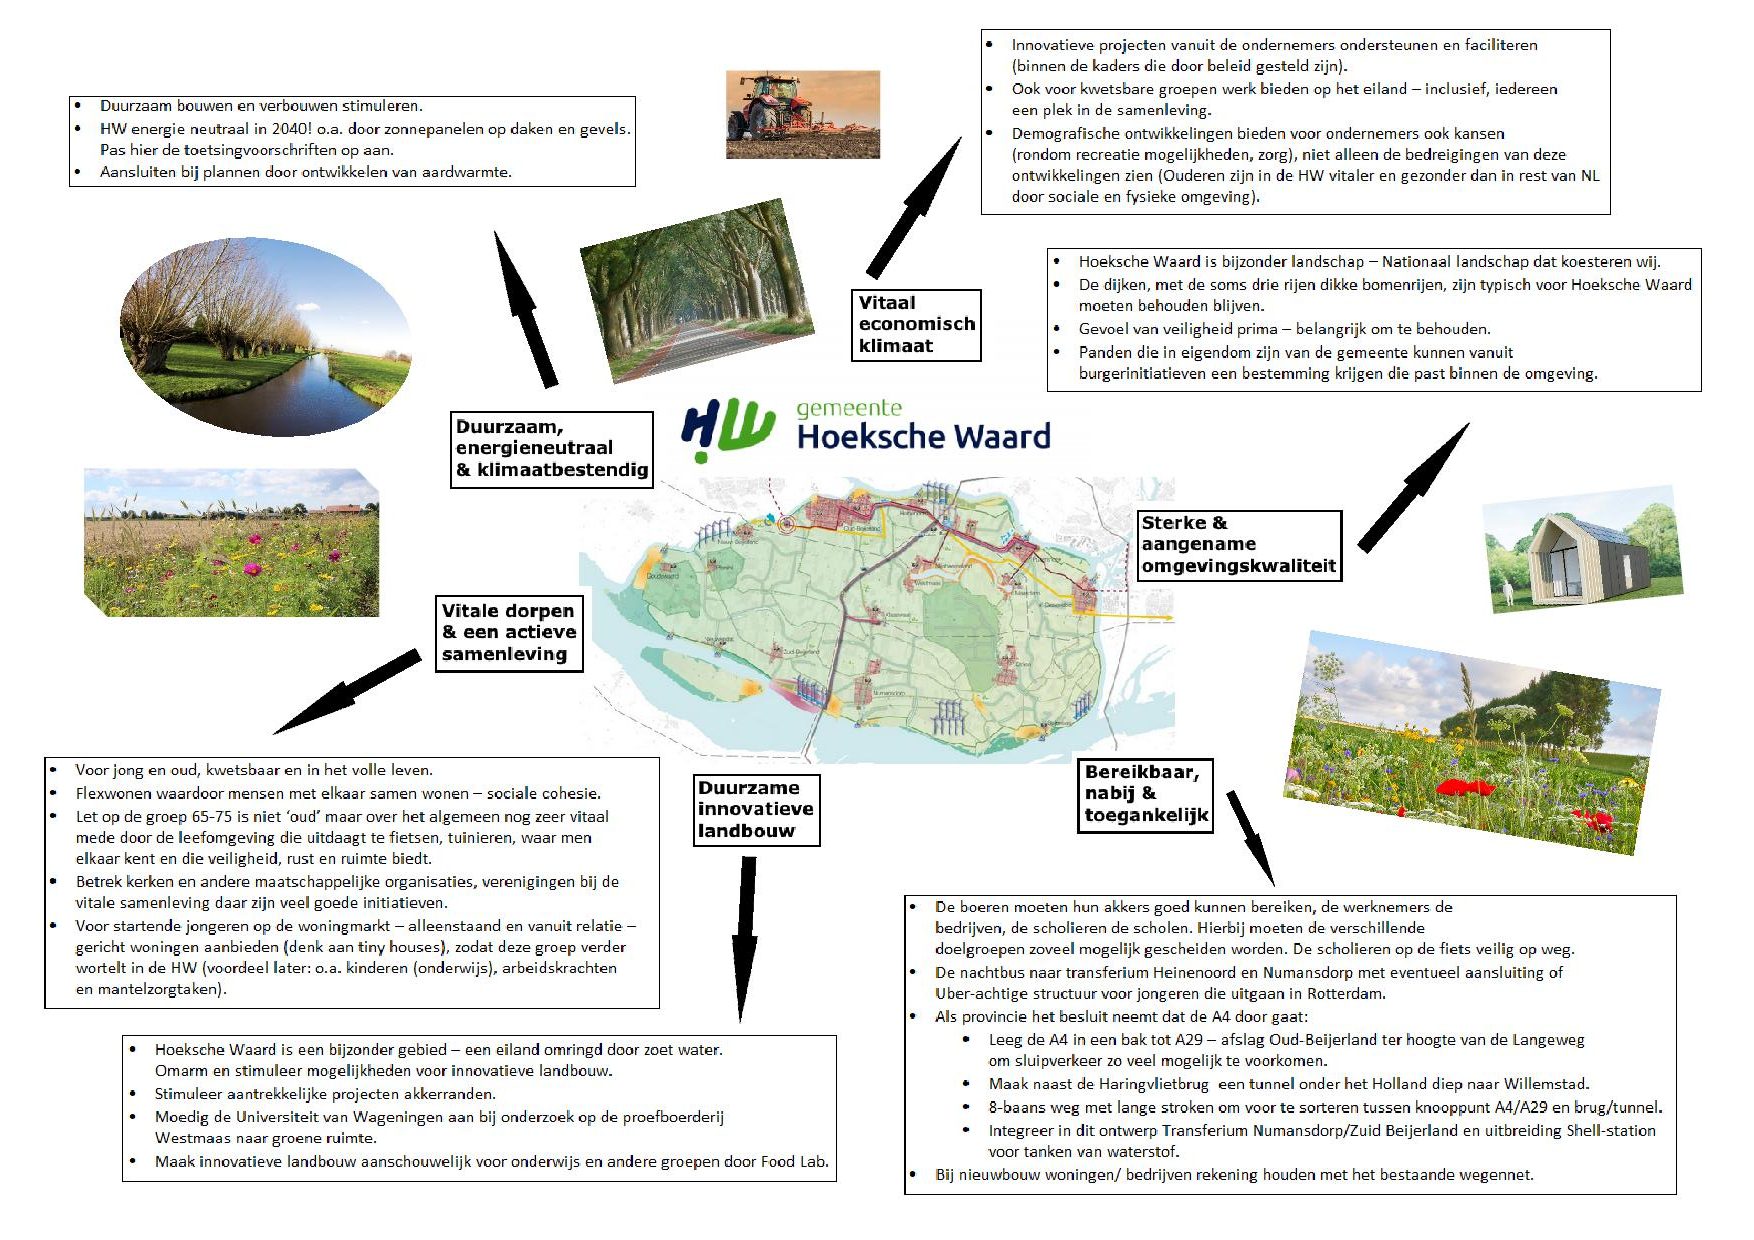 • Duurzaam bouwen en verbouwen stimuleren.
• HW energie neutraal in 2040! o.a. door zonnepanelen op daken en gevels.
Pas hier de toetsingvoorschriften op aan.
• Aansluiten bij plannen door ontwikkelen van aardwarmte.
• Innovatieve projecten vanuit de ondernemers ondersteunen en faciliteren
(binnen de kaders die door beleid gesteld zijn).
• Ook voor kwetsbare groepen werk bieden op het eiland – inclusief, iedereen
een plek in de samenleving.
• Demografische ontwikkelingen bieden voor ondernemers ook kansen
(rondom recreatie mogelijkheden, zorg), niet alleen de bedreigingen van deze
ontwikkelingen zien (Ouderen zijn in de HW vitaler en gezonder dan in rest van NL
door sociale en fysieke omgeving).
• Hoeksche Waard is bijzonder landschap – Nationaal landschap dat koesteren wij.
• De dijken, met de soms drie rijen dikke bomenrijen, zijn typisch voor Hoeksche Waard
moeten behouden blijven.
• Gevoel van veiligheid prima – belangrijk om te behouden.
• Panden die in eigendom zijn van de gemeente kunnen vanuit
burgerinitiatieven een bestemming krijgen die past binnen de omgeving.
Vitaal
economisch
klimaat
Duurzaam,
energieneutraal
& klimaatbestendig
HW
gemeente
Hoeksche Waard
Sterke &
aangename
omgevingskwaliteit
Vitale dorpen
& een actieve
samenleving
Oud-Beijerland
Goudswaard
Westmaas
Klaaswaal
Zuid-Beijerland
Numansdorp
Duurzame
innovatieve
landbouw
Bereikbaar,
nabij &
toegankelijk
• Voor jong en oud, kwetsbaar en in het volle leven.
• Flexwonen waardoor mensen met elkaar samen wonen – sociale cohesie.
• Let op de groep 65-75 is niet ‘oud’ maar over het algemeen nog zeer vitaal
mede door de leefomgeving die uitdaagt te fietsen, tuinieren, waar men
elkaar kent en die veiligheid, rust en ruimte biedt.
• Betrek kerken en andere maatschappelijke organisaties, verenigingen bij de
vitale samenleving daar zijn veel goede initiatieven.
• Voor startende jongeren op de woningmarkt – alleenstaand en vanuit relatie –
gericht woningen aanbieden (denk aan tiny houses), zodat deze groep verder
wortelt in de HW (voordeel later: o.a. kinderen (onderwijs), arbeidskrachten
en mantelzorgtaken).
• Hoeksche Waard is een bijzonder gebied – een eiland omringd door zoet water.
Omarm en stimuleer mogelijkheden voor innovatieve landbouw.
• Stimuleer aantrekkelijke projecten akkerranden.
• Moedig de Universiteit van Wageningen aan bij onderzoek op de proefboerderij
Westmaas naar groene ruimte.
• Maak innovatieve landbouw aanschouwelijk voor onderwijs en andere groepen door Food Lab.
• De boeren moeten hun akkers goed kunnen bereiken, de werknemers de
bedrijven, de scholieren de scholen. Hierbij moeten de verschillende
doelgroepen zoveel mogelijk gescheiden worden. De scholieren op de fiets veilig op weg.
• De nachtbus naar transferium Heinenoord en Numansdorp met eventueel aansluiting of
Uber-achtige structuur voor jongeren die uitgaan in Rotterdam.
• Als provincie het besluit neemt dat de A4 door gaat:
• Leeg de A4 in een bak tot A29 – afslag Oud-Beijerland ter hoogte van de Langeweg
om sluipverkeer zo veel mogelijk te voorkomen.
• Maak naast de Haringvlietbrug een tunnel onder het Holland diep naar Willemstad.
• 8-baans weg met lange stroken om voor te sorteren tussen knooppunt A4/A29 en brug/tunnel.
• Integreer in dit ontwerp Transferium Numansdorp/Zuid Beijerland en uitbreiding Shell-station
voor tanken van waterstof.
• Bij nieuwbouw woningen/ bedrijven rekening houden met het bestaande wegennet.